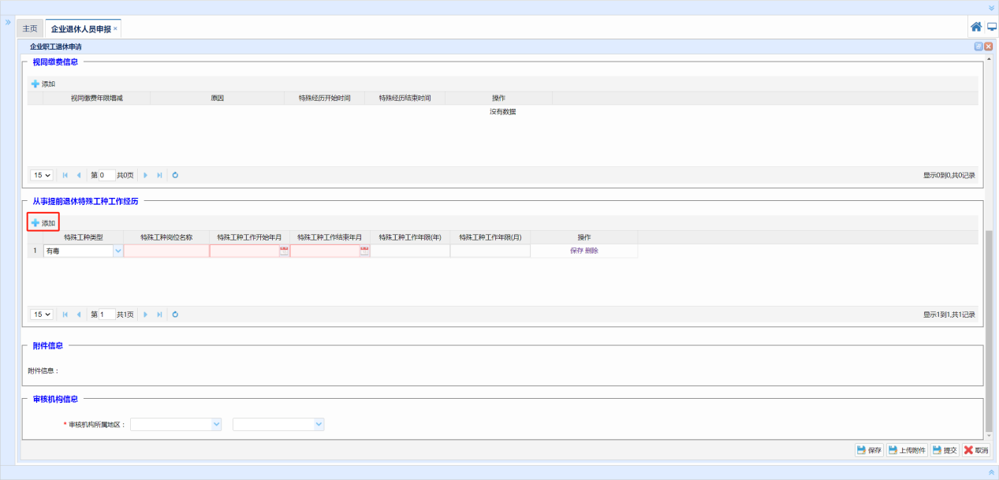 主页 企业退休人员申报 ×
企业职工退休申请
视同缴费信息
添加
视同缴费年限增减 原因 特殊经历开始时间 特殊经历结束时间 操作
没有数据
15 第 0 共0页 显示0到0,共0记录
从事提前退休特殊工种工作经历
添加
特殊工种类型 特殊工种岗位名称 特殊工种工作开始年月 特殊工种工作结束年月 特殊工种工作年限(年) 特殊工种工作年限(月) 操作
1 有毒 保存 删除
15 第 1 共1页 显示1到1,共1记录
附件信息
附件信息：
审核机构信息
* 审核机构所属地区：
保存 上传附件 提交 取消